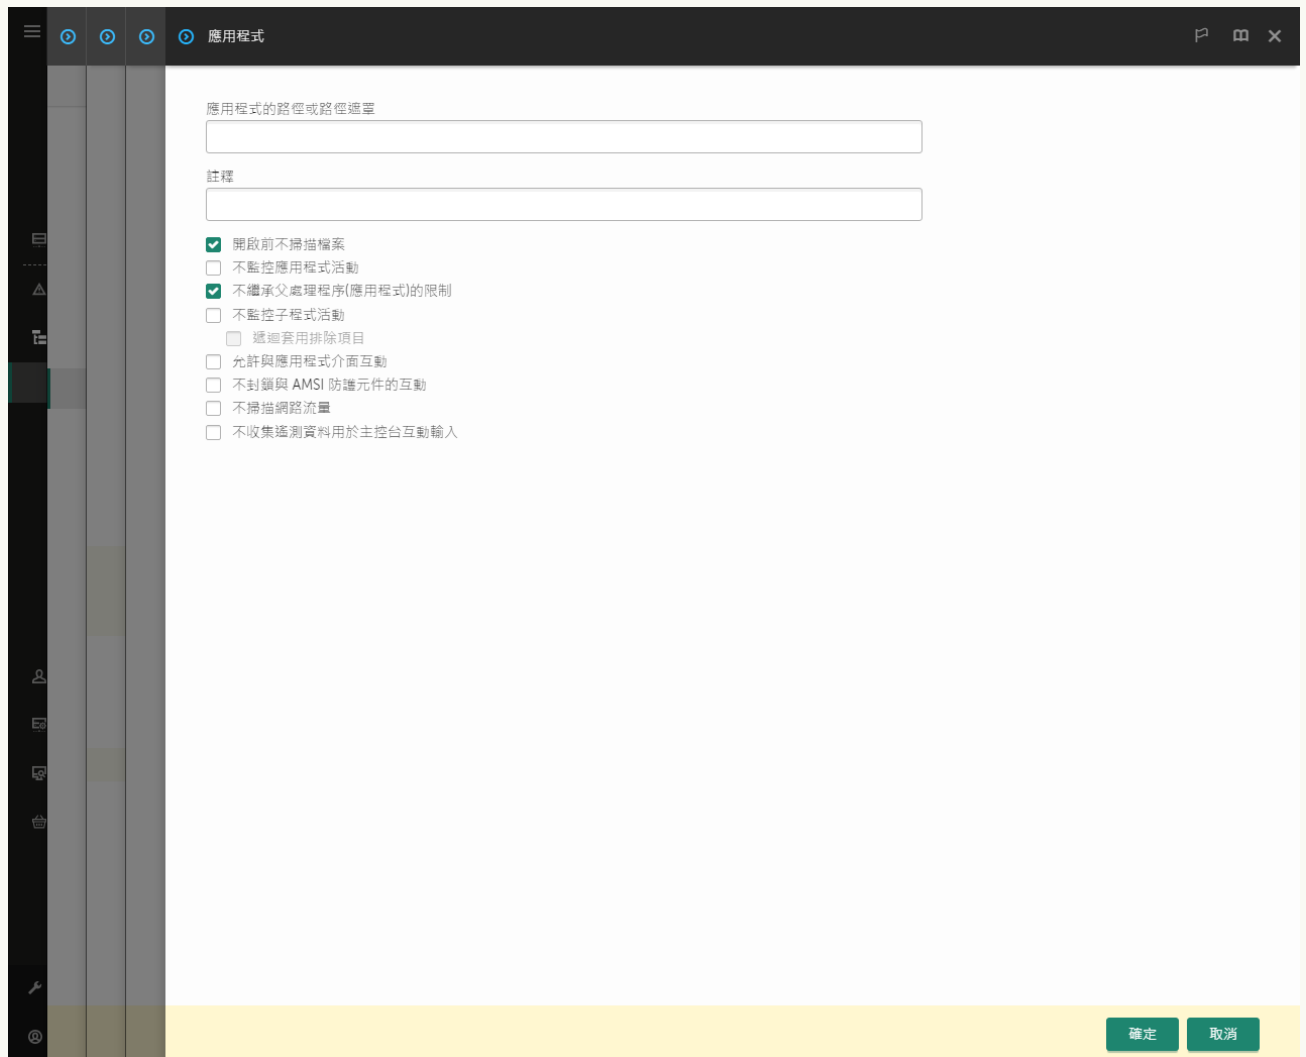 應用程式
應用程式的路徑或路徑遮罩
註釋
開啟前不掃描檔案
不監控應用程式活動
不繼承父處理程序(應用程式)的限制
不監控子程式活動
遞迴套用排除項目
允許與應用程式介面互動
不封鎖與 AMSI 防護元件的互動
不掃描網路流量
不收集遙測資料用於主控台互動輸入
確定
取消